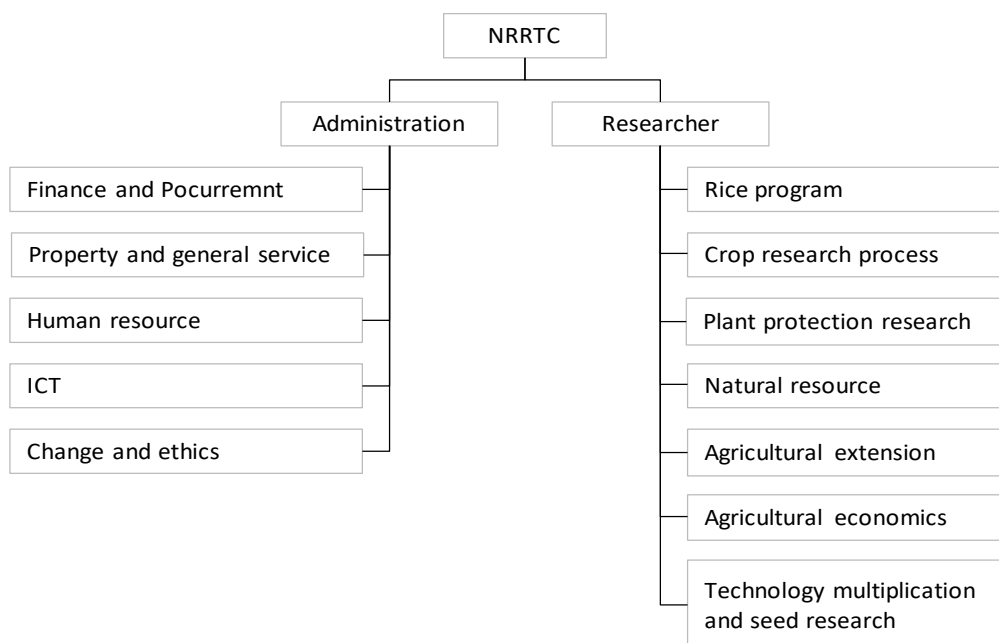 NRRTC
Administration
Researcher
Finance and Pocurremnt
Property and general service
Human resource
ICT
Change and ethics
Rice program
Crop research process
Plant protection research
Natural resource
Agricultural extension
Agricultural economics
Technology multiplication
and seed research